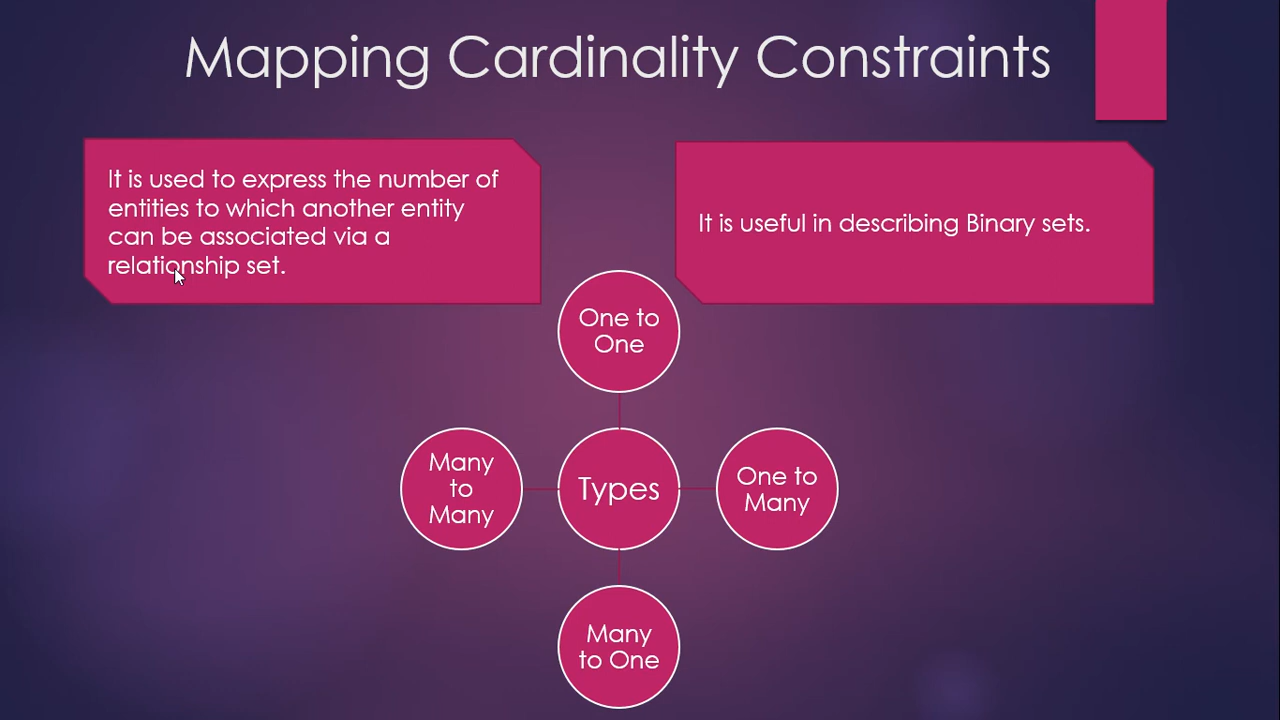 Mapping Cardinality Constraints
It is used to express the number of
entities to which another entity
can be associated via a
relationship set.
It is useful in describing Binary sets.
One to
One
Many
to
Many
Types
One to
Many
Many
to One